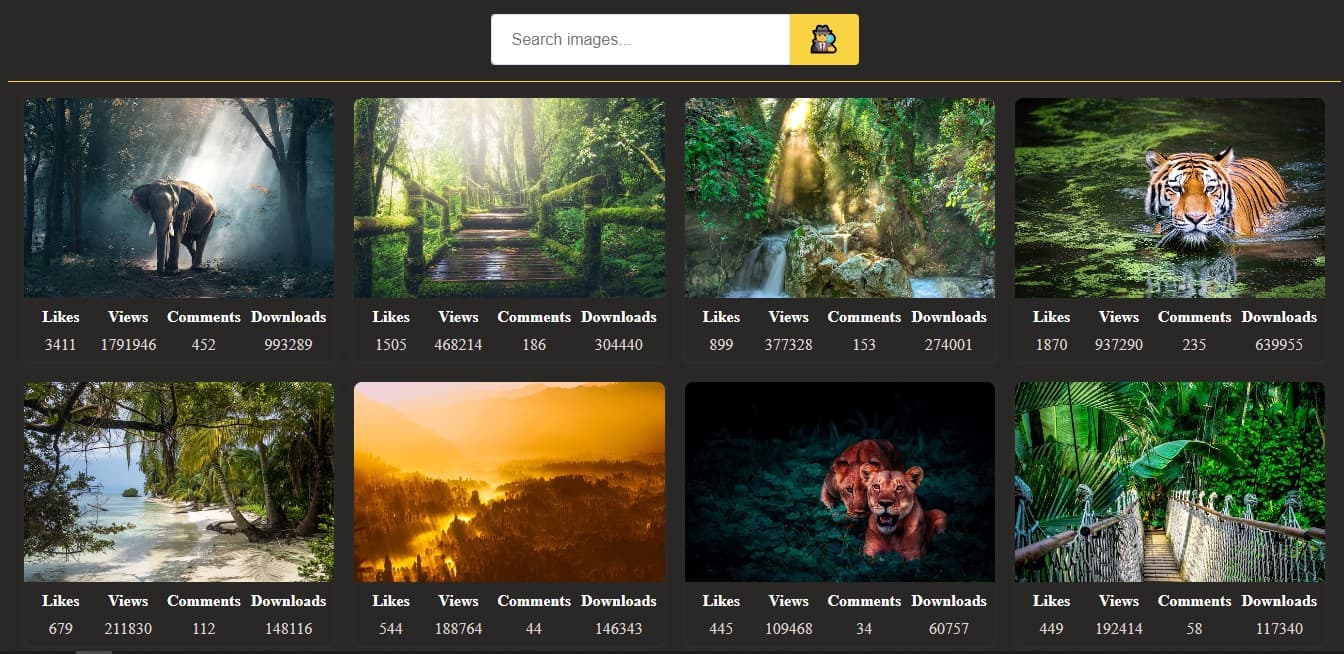 Search images...
Likes Views Comments Downloads Likes Views Comments Downloads Likes Views Comments Downloads Likes Views Comments Downloads
3411 1791946 452 993289 1505 468214 186 304440 899 377328 153 274001 1870 937290 235 639955
Likes Views Comments Downloads Likes Views Comments Downloads Likes Views Comments Downloads Likes Views Comments Downloads
679 211830 112 148116 544 188764 44 146343 445 109468 34 60757 449 192414 58 117340